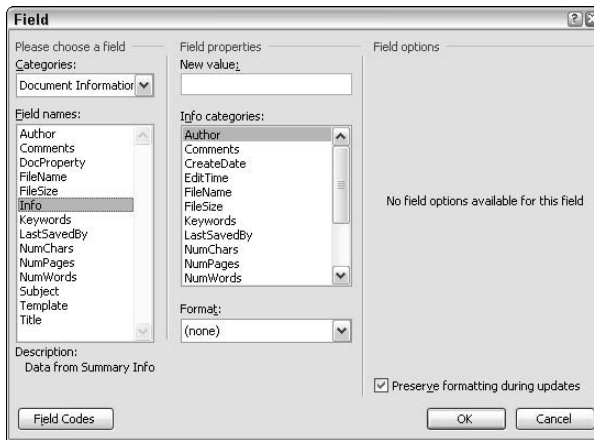 Field
Please choose a field
Categories:
Document Information
Field names:
Author
Comments
DocProperty
FileName
FileSize
Info
Keywords
LastSavedBy
NumChars
NumPages
NumWords
Subject
Template
Title
Description:
Data from Summary Info
Field Codes
Field properties
New value:
Info categories:
Author
Comments
CreateDate
EditTime
FileName
FileSize
Keywords
LastSavedBy
NumChars
NumPages
NumWords
Format:
(none)
Field options
No field options available for this field
Preserve formatting during updates
OK
Cancel